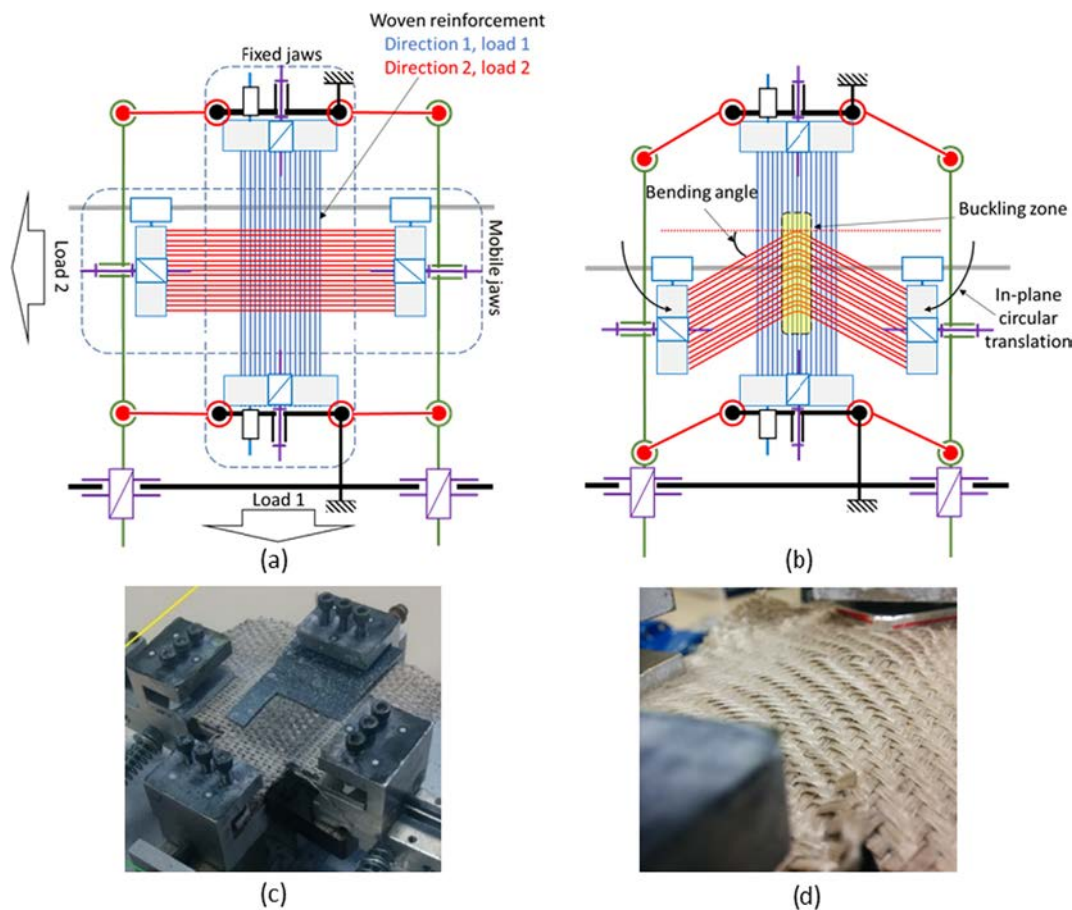 Woven reinforcement
Direction 1, load 1
Direction 2, load 2
Fixed jaws
Load 2
Mobile jaws
Load 1
(a)
Bending angle
Buckling zone
In-plane
circular
translation
(b)
(c)
(d)